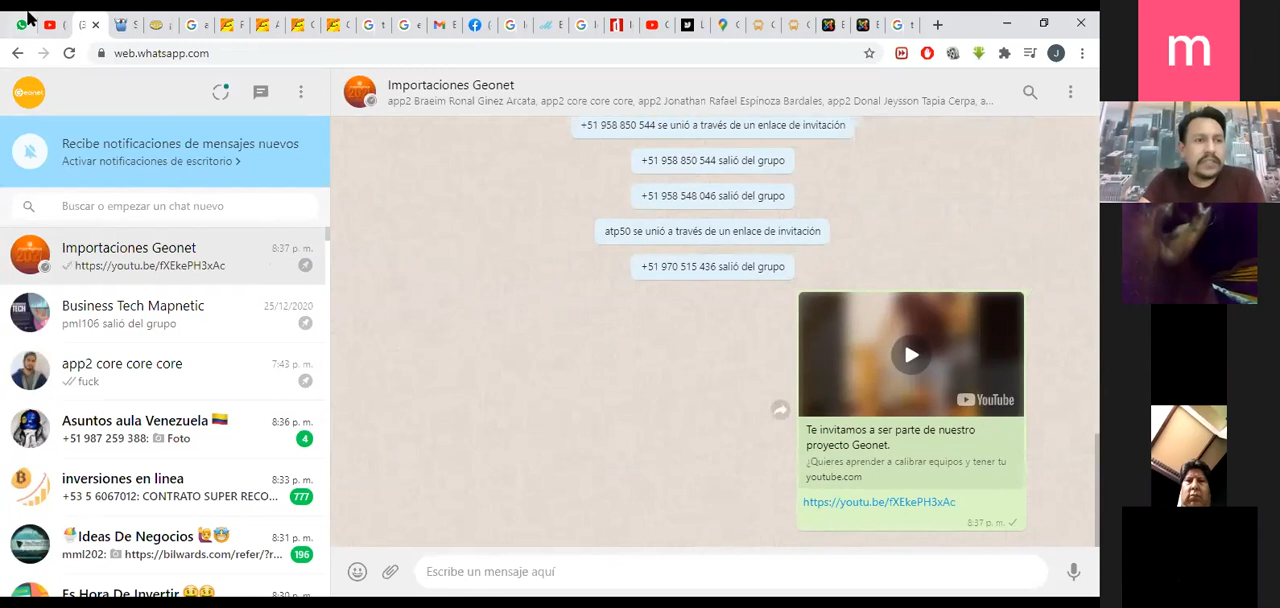 web.whatsapp.com
J
m
Geonet
Importaciones Geonet
app2 Braeim Ronal Ginez Arcata, app2 core core core, app2 Jonathan Rafael Espinoza Bardales, app2 Donal Jeysson Tapia Cerpa, a...
Recibe notificaciones de mensajes nuevos
Activar notificaciones de escritorio >
Buscar o empezar un chat nuevo
Importaciones Geonet
8:37 p. m.
https://youtu.be/fXEkePH3xAc
Business Tech Mapnetic
25/12/2020
pml106 salió del grupo
app2 core core core
7:43 p. m.
fuck
Asuntos aula Venezuela 🇨🇴
8:36 p. m.
+51 987 259 388: Foto
4
inversiones en linea
8:33 p. m.
+53 5 6067012: CONTRATO SUPER RECO...
777
Ideas De Negocios
8:31 p. m.
mml202: https://bilwards.com/refer/?r...
196
Es Hora De Invertir
8:30 p. m.
+51 958 850 544 se unió a través de un enlace de invitación
+51 958 850 544 salió del grupo
+51 958 548 046 salió del grupo
atp50 se unió a través de un enlace de invitación
+51 970 515 436 salió del grupo
YouTube
Te invitamos a ser parte de nuestro
proyecto Geonet.
¿Quieres aprender a calibrar equipos y tener tu
youtube.com
https://youtu.be/fXEkePH3xAc
8:37 p. m.
Escribe un mensaje aquí